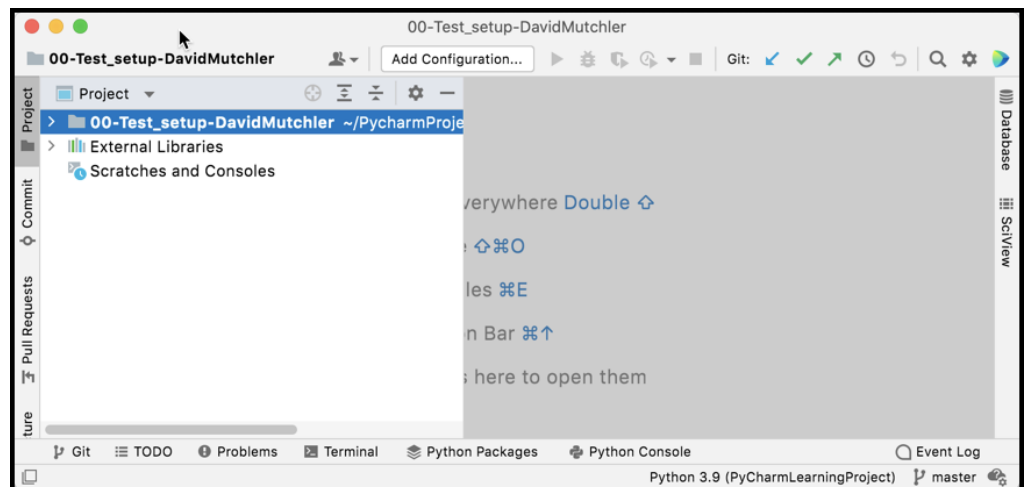 00-Test_setup-DavidMutchler
00-Test_setup-DavidMutchler
Add Configuration...
Git:
Project
Project
00-Test_setup-DavidMutchler ~/PycharmProje
External Libraries
Scratches and Consoles
Commit
Pull Requests
ture
verywhere Double ⇧
⇧⌘O
les ⌘E
n Bar ⌘↑
s here to open them
Database
SciView
Git
TODO
Problems
Terminal
Python Packages
Python Console
Event Log
Python 3.9 (PyCharmLearningProject)
master